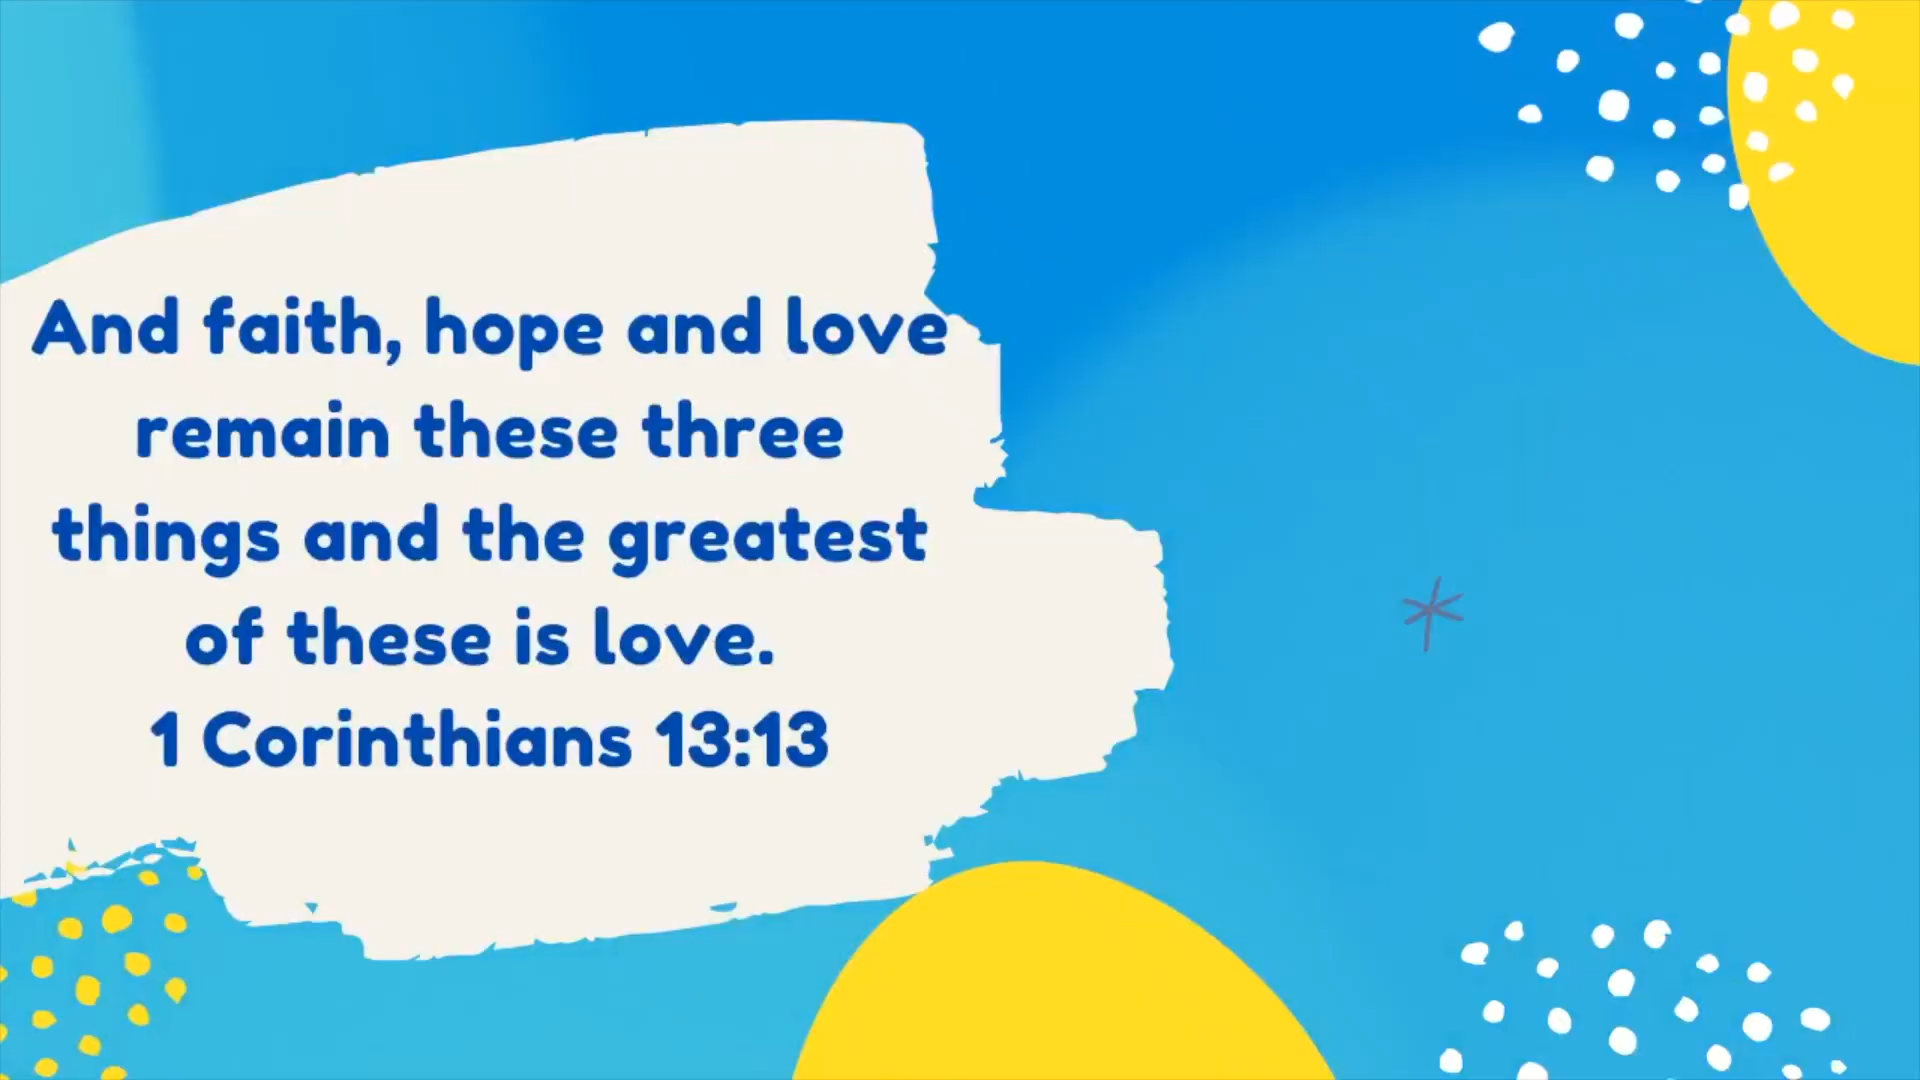 And faith, hope and love
remain these three
things and the greatest
of these is love.
1 Corinthians 13:13